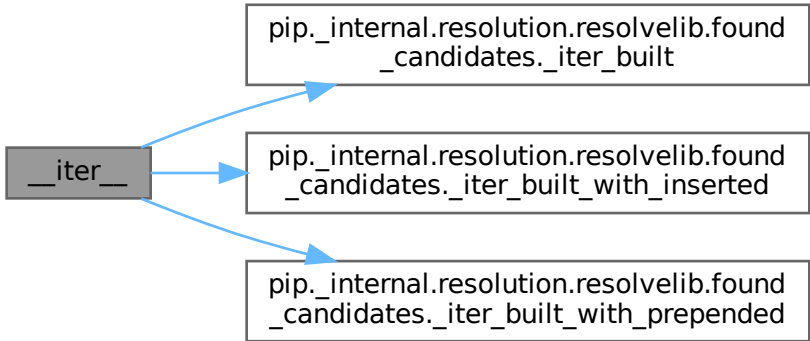 pip._internal.resolution.resolvelib.found
_candidates._iter_built
__iter__
pip._internal.resolution.resolvelib.found
_candidates._iter_built_with_inserted
pip._internal.resolution.resolvelib.found
_candidates._iter_built_with_prepended